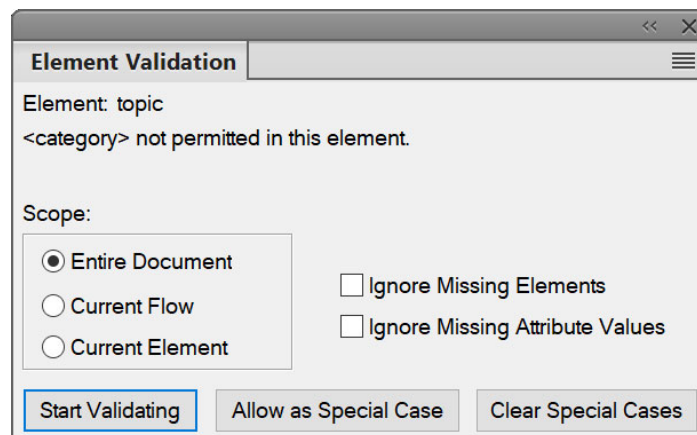 Element Validation
Element: topic
<category> not permitted in this element.
Scope:
Entire Document
Current Flow
Current Element
Ignore Missing Elements
Ignore Missing Attribute Values
Start Validating
Allow as Special Case
Clear Special Cases